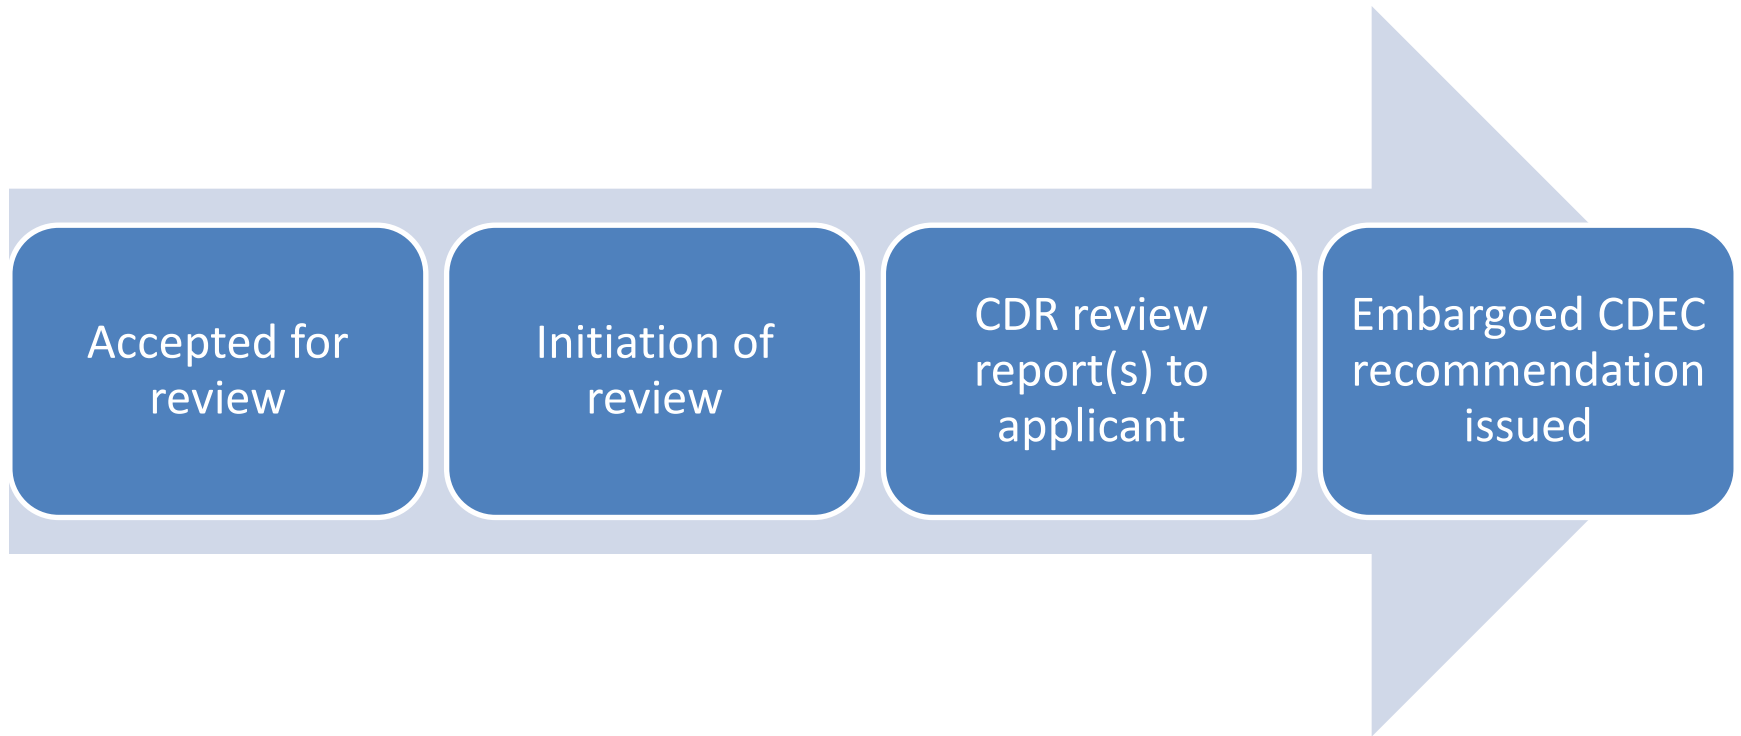 Accepted for
review
Initiation of
review
CDR review
report(s) to
applicant
Embargoed CDEC
recommendation
issued